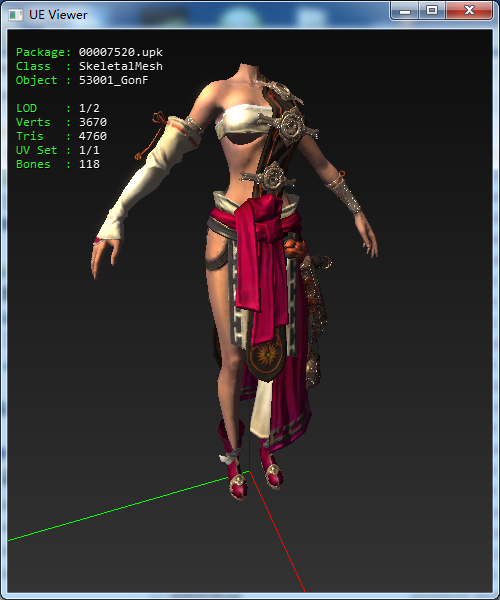 UE Viewer
Package: 00007520.upk
Class  : SkeletalMesh
Object : 53001_GonF
LOD    : 1/2
Verts  : 3670
Tris   : 4760
UV Set : 1/1
Bones  : 118